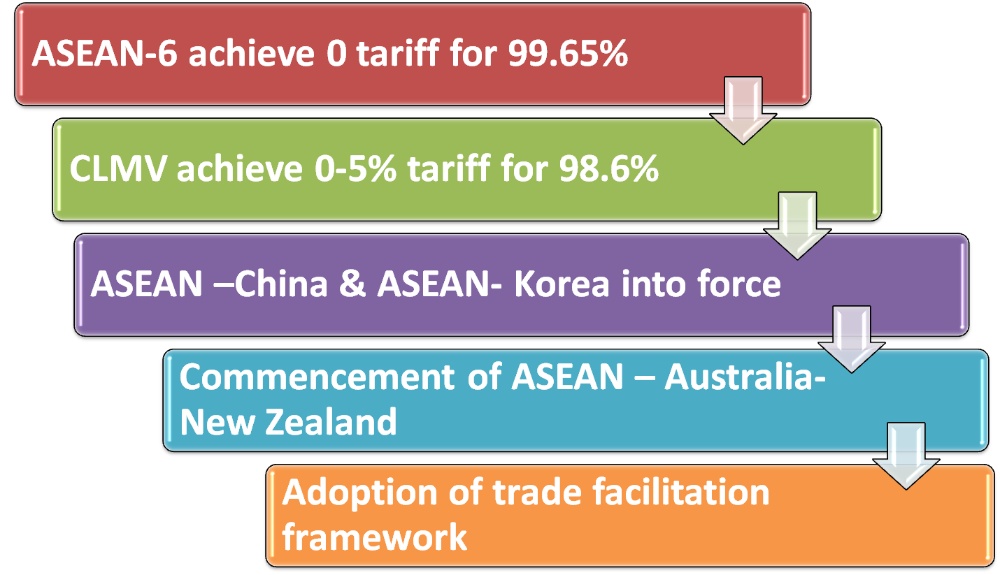 ASEAN-6 achieve 0 tariff for 99.65%
CLMV achieve 0-5% tariff for 98.6%
ASEAN –China & ASEAN- Korea into force
Commencement of ASEAN – Australia-
New Zealand
Adoption of trade facilitation
framework